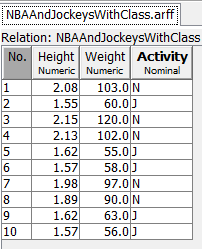 NBAAndJockeysWithClass.arff
Relation: NBAAndJockeysWithClass
No. Height Weight Activity
Numeric Numeric Nominal
1 2.08 103.0 N
2 1.55 60.0 J
3 2.15 120.0 N
4 2.13 102.0 N
5 1.62 55.0 J
6 1.57 58.0 J
7 1.98 97.0 N
8 1.89 90.0 N
9 1.62 63.0 J
10 1.57 56.0 J